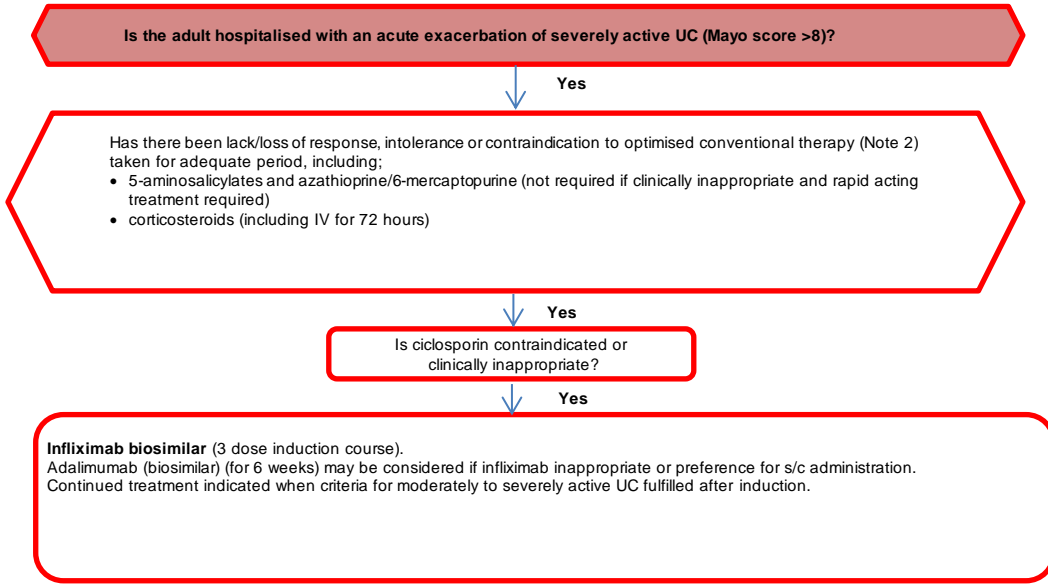 Is the adult hospitalised with an acute exacerbation of severely active UC (Mayo score >8)?
Yes
Has there been lack/loss of response, intolerance or contraindication to optimised conventional therapy (Note 2)
taken for adequate period, including;
• 5-aminosalicylates and azathioprine/6-mercaptopurine (not required if clinically inappropriate and rapid acting
treatment required)
• corticosteroids (including IV for 72 hours)
Yes
Is ciclosporin contraindicated or
clinically inappropriate?
Yes
Infliximab biosimilar (3 dose induction course).
Adalimumab (biosimilar) (for 6 weeks) may be considered if infliximab inappropriate or preference for s/c administration.
Continued treatment indicated when criteria for moderately to severely active UC fulfilled after induction.